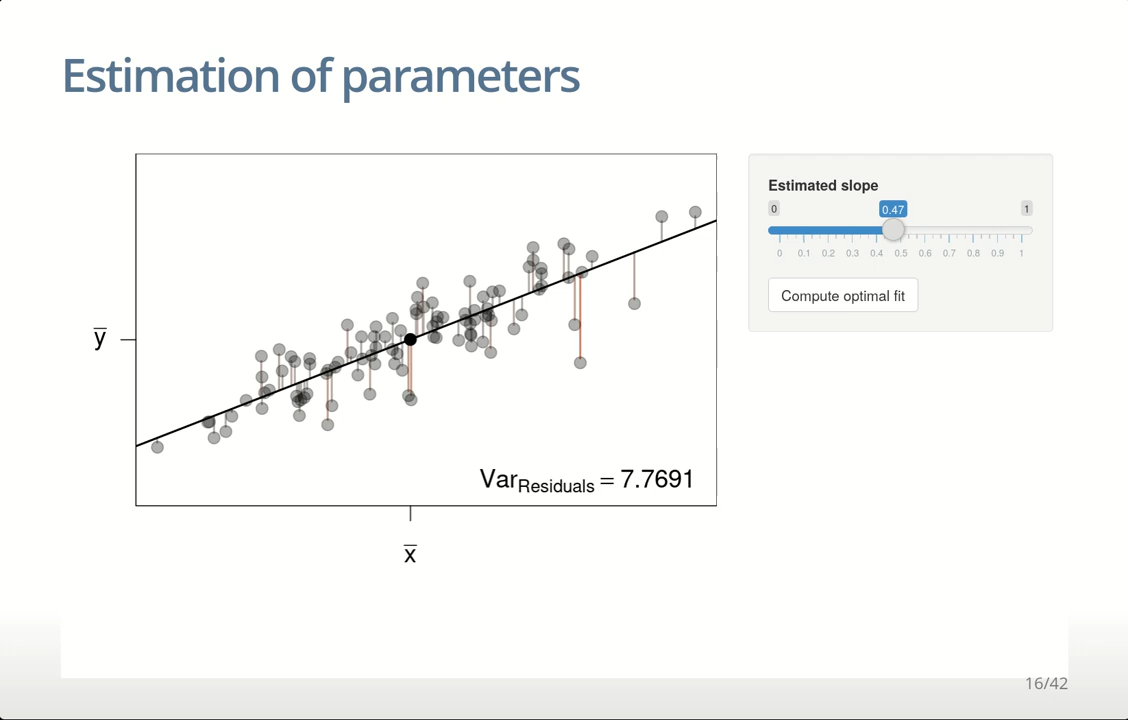 Estimation of parameters
Estimated slope
0 0.47 1
0 0.1 0.2 0.3 0.4 0.5 0.6 0.7 0.8 0.9 1
Compute optimal fit
y̅
Var_Residuals = 7.7691
x̅
16/42